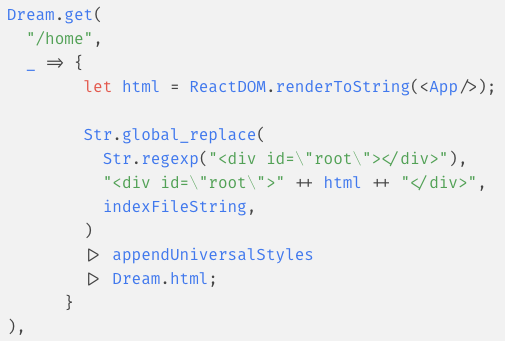 Dream.get(
  "/home",
  _ => {
        let html = ReactDOM.renderToString(<App/>);

        Str.global_replace(
          Str.regexp("<div id=\"root\"></div>"),
          "<div id=\"root\">" ++ html ++ "</div>",
          indexFileString,
        )
        |> appendUniversalStyles
        |> Dream.html;
      }
),